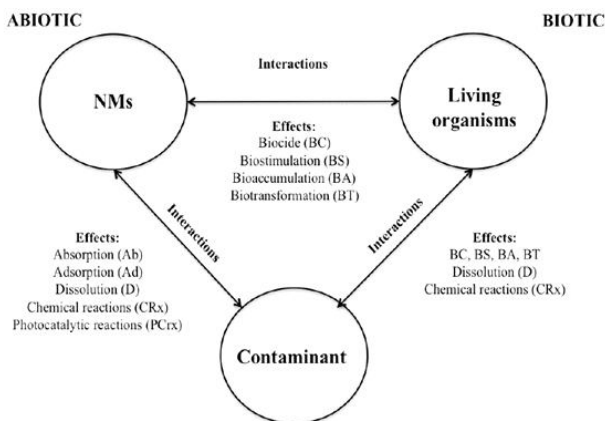 ABIOTIC
BIOTIC
Interactions
NMs
Living
organisms
Effects:
Biocide (BC)
Biostimulation (BS)
Bioaccumulation (BA)
Biotransformation (BT)
Interactions
Interactions
Effects:
Absorption (Ab)
Adsorption (Ad)
Dissolution (D)
Chemical reactions (CRx)
Photocatalytic reactions (PCrx)
Effects:
BC, BS, BA, BT
Dissolution (D)
Chemical reactions (CRx)
Contaminant